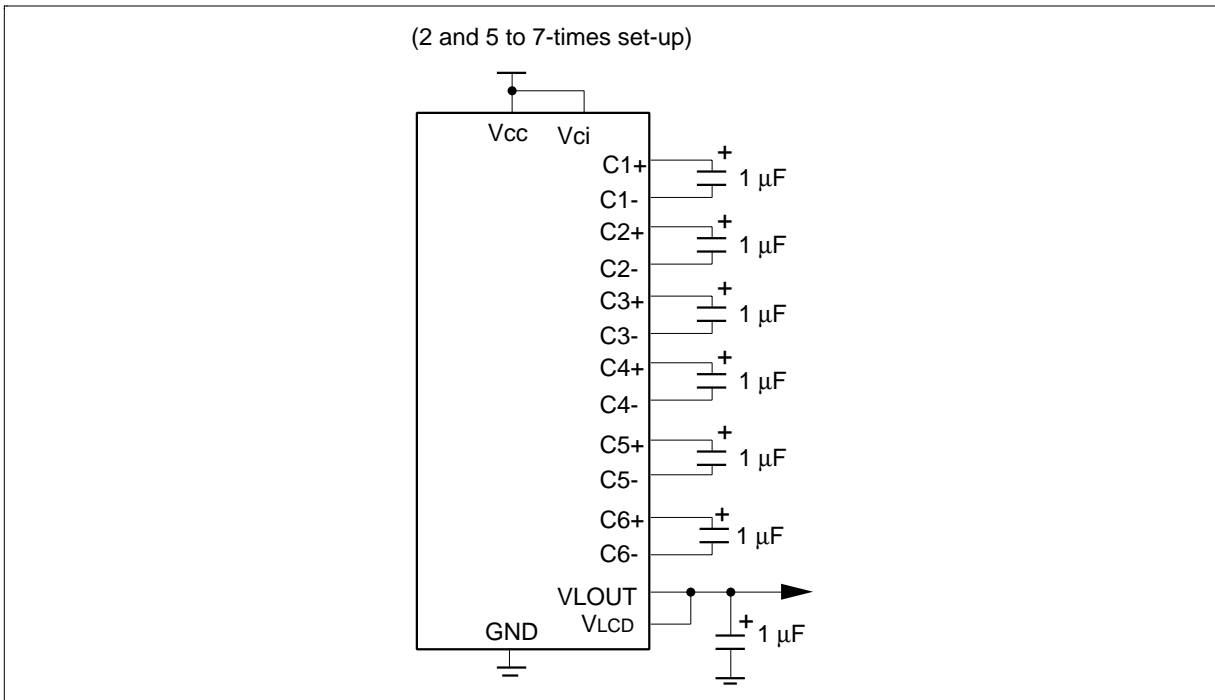 (2 and 5 to 7-times set-up)
Vcc Vci
C1+
+
1 µF
C1-
C2+
+
1 µF
C2-
C3+
+
1 µF
C3-
C4+
+
1 µF
C4-
C5+
+
1 µF
C5-
C6+
+
1 µF
C6-
VLOUT
VLCD
GND
+
1 µF